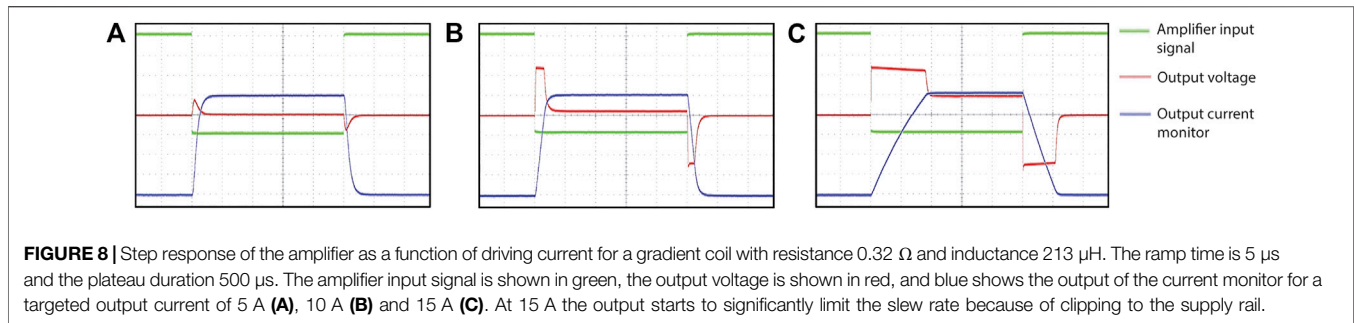 A
B
C
Amplifier input
signal
Output voltage
Output current
monitor
FIGURE 8 | Step response of the amplifier as a function of driving current for a gradient coil with resistance 0.32 Ω and inductance 213 μH. The ramp time is 5 μs
and the plateau duration 500 μs. The amplifier input signal is shown in green, the output voltage is shown in red, and blue shows the output of the current monitor for a
targeted output current of 5 A (A), 10 A (B) and 15 A (C). At 15 A the output starts to significantly limit the slew rate because of clipping to the supply rail.